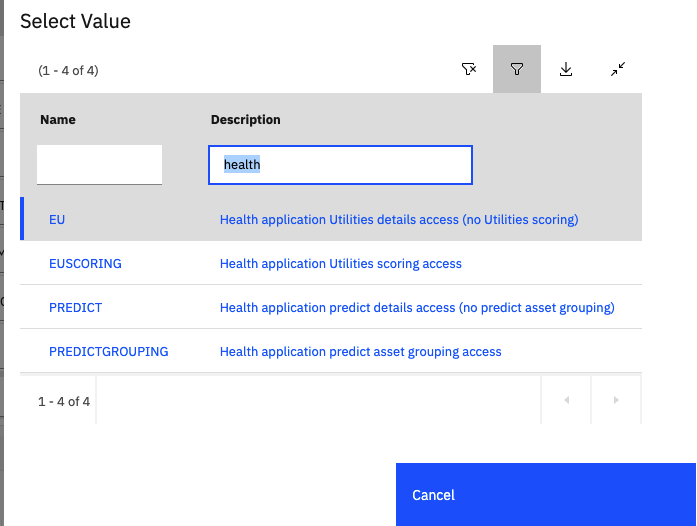 Select Value
(1 - 4 of 4)
Name Description
health
EU Health application Utilities details access (no Utilities scoring)
EUSCORING Health application Utilities scoring access
PREDICT Health application predict details access (no predict asset grouping)
PREDICTGROUPING Health application predict asset grouping access
1 - 4 of 4
Cancel